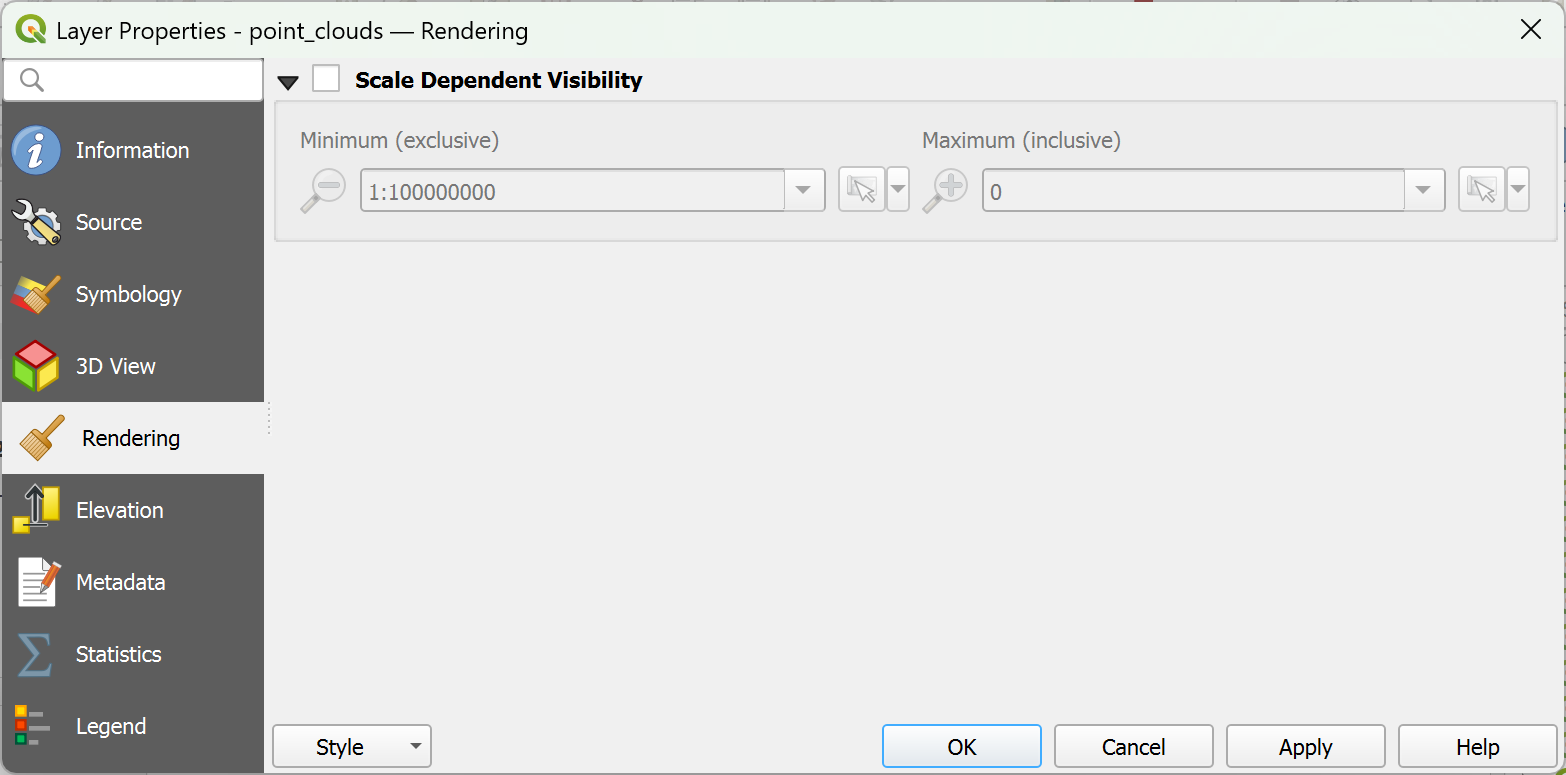 Layer Properties - point_clouds — Rendering
Information
Source
Symbology
3D View
Rendering
Elevation
Metadata
Statistics
Legend
Scale Dependent Visibility
Minimum (exclusive)
Maximum (inclusive)
1:100000000
0
Style
OK
Cancel
Apply
Help